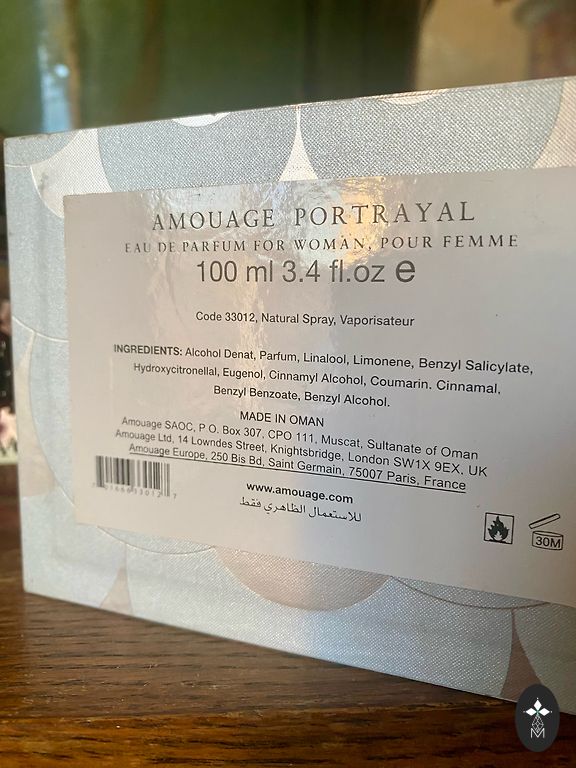 AMOUAGE PORTRAYAL
EAU DE PARFUM FOR WOMAN, POUR FEMME
100 ml 3.4 fl.oz e
Code 33012, Natural Spray, Vaporisateur
INGREDIENTS: Alcohol Denat, Parfum, Linalool, Limonene, Benzyl Salicylate,
Hydroxycitronellal, Eugenol, Cinnamyl Alcohol, Coumarin. Cinnamal,
Benzyl Benzoate, Benzyl Alcohol.
MADE IN OMAN
Amouage SAOC, P O. Box 307, CPO 111, Muscat, Sultanate of Oman
Amouage Ltd, 14 Lowndes Street, Knightsbridge, London SW1X 9EX, UK
Amouage Europe, 250 Bis Bd, Saint Germain, 75007 Paris, France
www.amouage.com
للاستعمال الظاهري فقط
30M